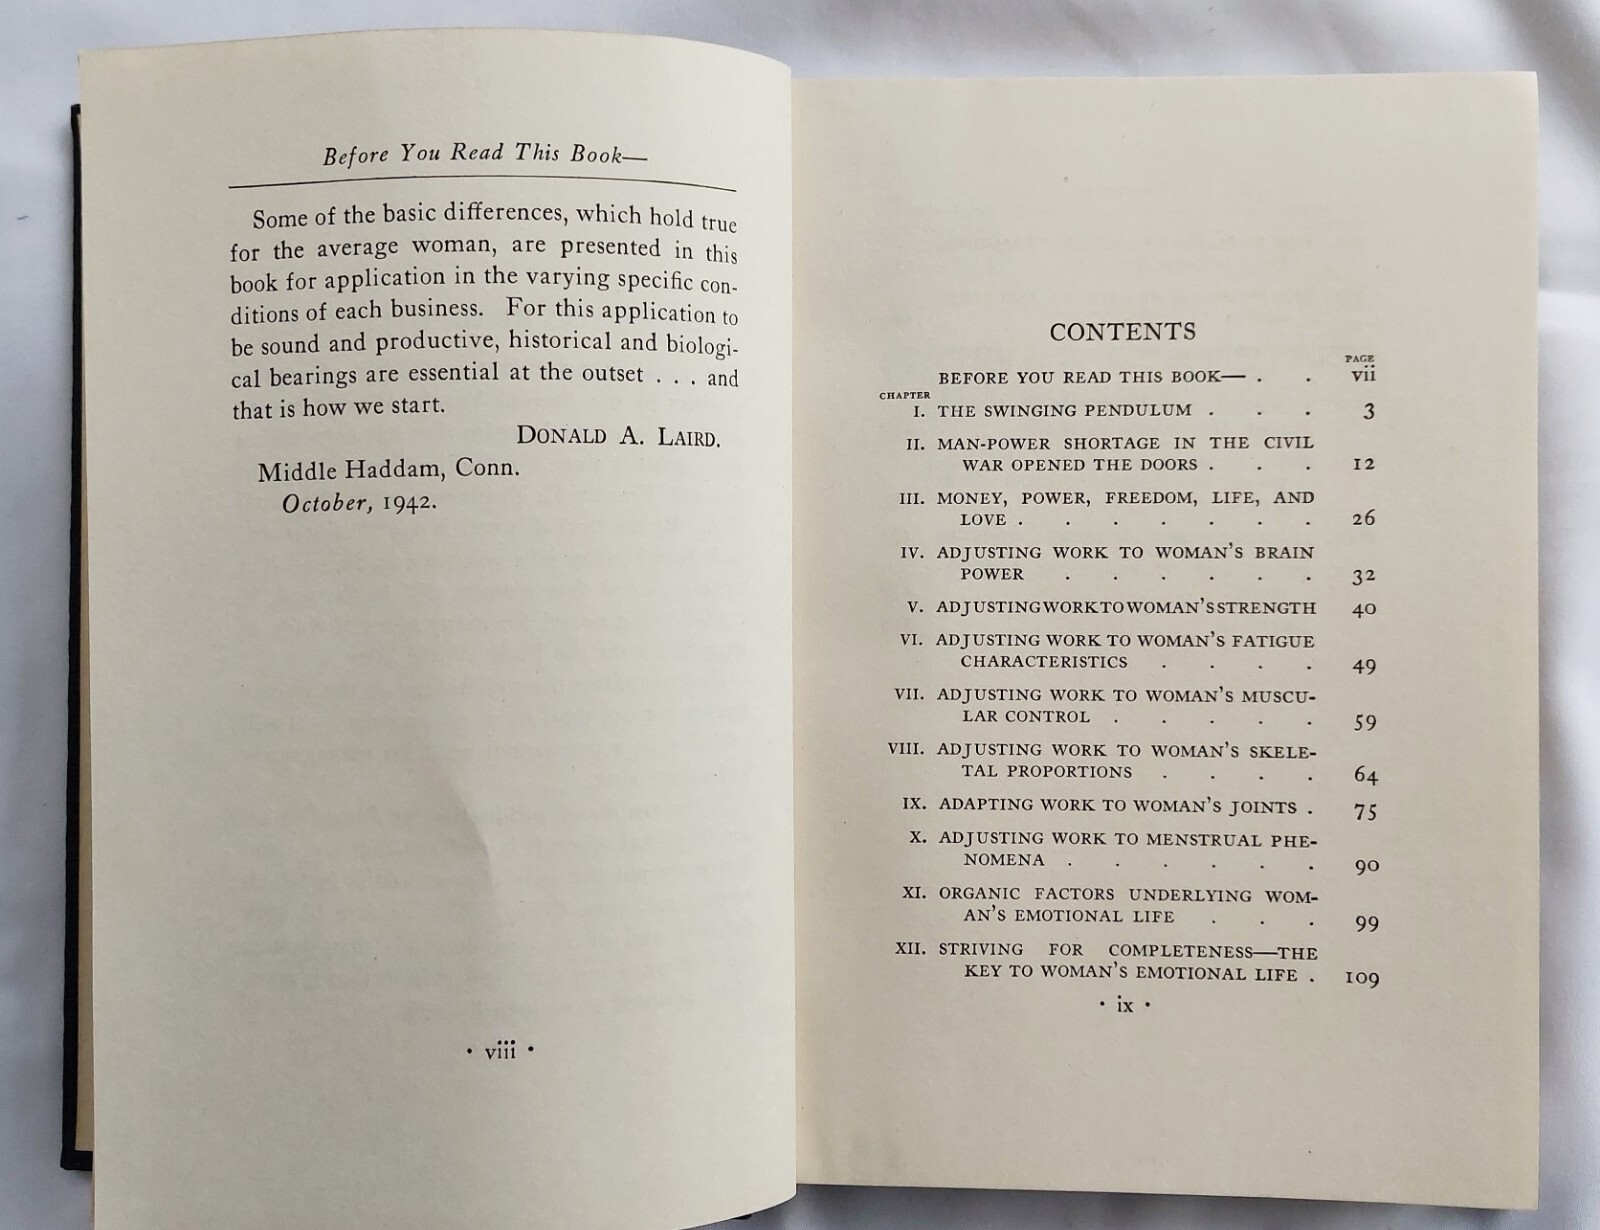 Before You Read This Book—
Some of the basic differences, which hold true
for the average woman, are presented in this
book for application in the varying specific con-
ditions of each business. For this application to
be sound and productive, historical and biologi-
cal bearings are essential at the outset . . . and
that is how we start.
DONALD A. LAIRD.
Middle Haddam, Conn.
October, 1942.
• viii •
CONTENTS
PAGE
BEFORE YOU READ THIS BOOK— . . vii
CHAPTER
I. THE SWINGING PENDULUM . . . 3
II. MAN-POWER SHORTAGE IN THE CIVIL
WAR OPENED THE DOORS . . . 12
III. MONEY, POWER, FREEDOM, LIFE, AND
LOVE . . . . . . . 26
IV. ADJUSTING WORK TO WOMAN'S BRAIN
POWER . . . . . . 32
V. ADJUSTING WORK TO WOMAN'S STRENGTH 40
VI. ADJUSTING WORK TO WOMAN'S FATIGUE
CHARACTERISTICS . . . . 49
VII. ADJUSTING WORK TO WOMAN'S MUSCU-
LAR CONTROL . . . . . 59
VIII. ADJUSTING WORK TO WOMAN'S SKELE-
TAL PROPORTIONS . . . . 64
IX. ADAPTING WORK TO WOMAN'S JOINTS . 75
X. ADJUSTING WORK TO MENSTRUAL PHE-
NOMENA . . . . . . 90
XI. ORGANIC FACTORS UNDERLYING WOM-
AN'S EMOTIONAL LIFE . . . 99
XII. STRIVING FOR COMPLETENESS—THE
KEY TO WOMAN'S EMOTIONAL LIFE . 109
• ix •